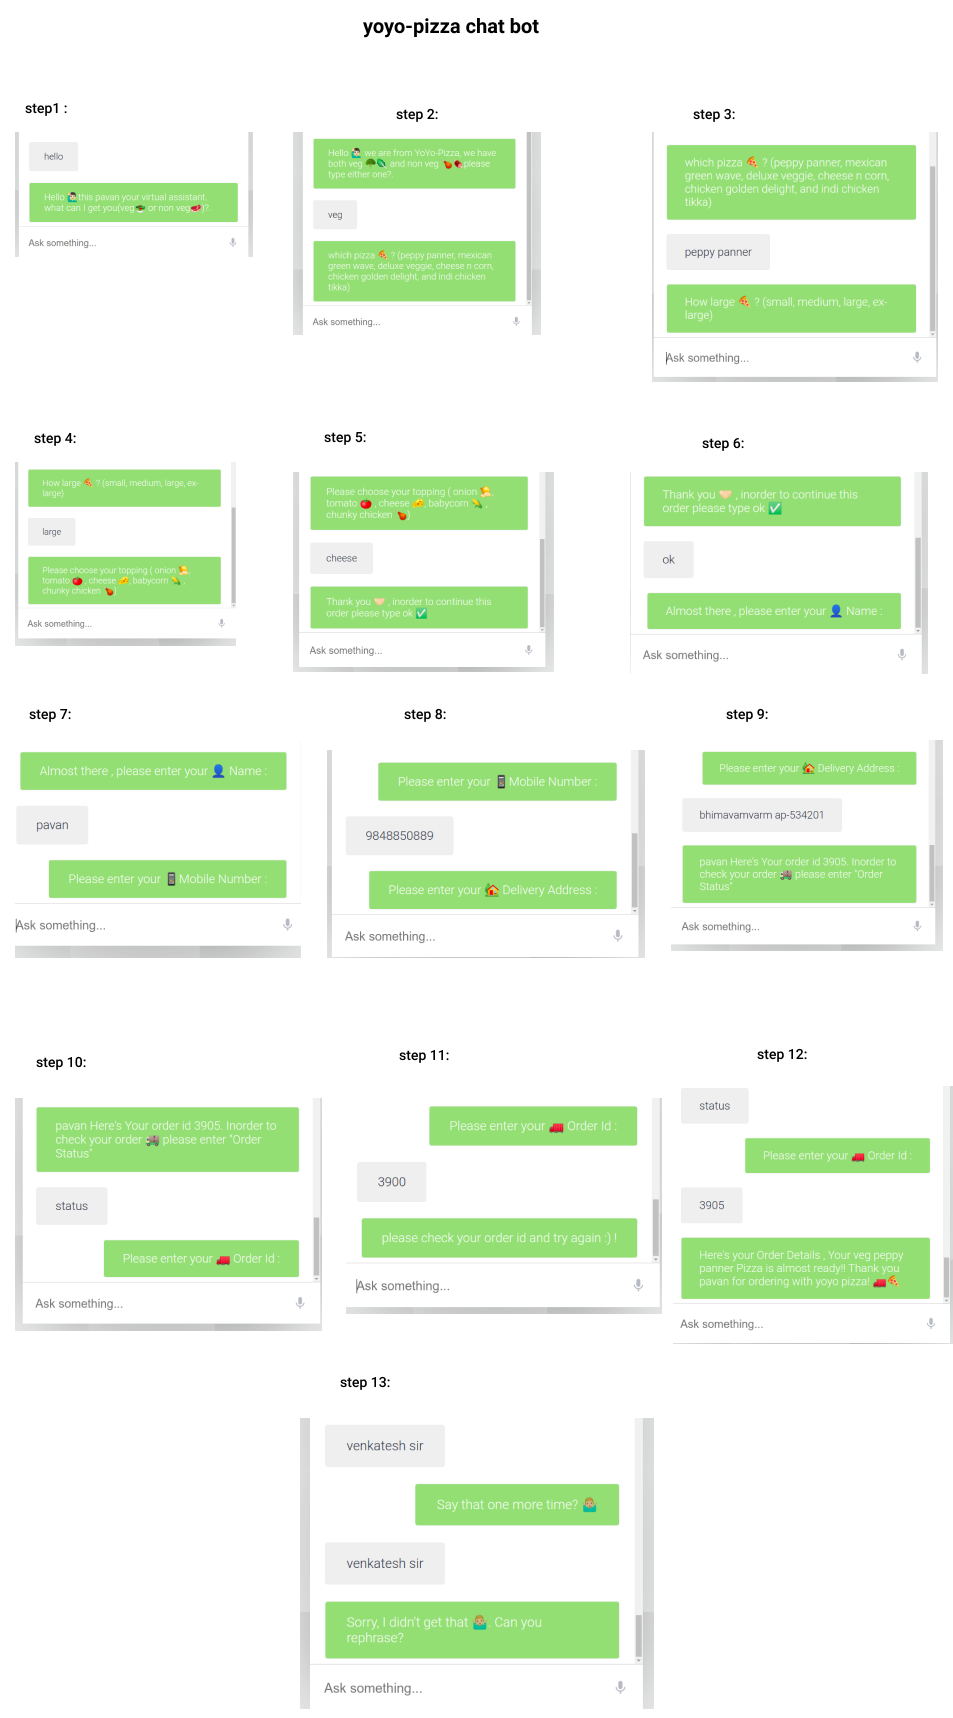 yoyo-pizza chat bot
step1 :
hello
Hello 🙋🏻‍♂️this pavan your virtual assistant,
what can I get you(veg🥗 or non veg🥩)?
Ask something...
step 2:
Hello 🙋🏻‍♂️ we are from YoYo-Pizza, we have
both veg 🥦🍃, and non veg 🍗🍖,please
type either one?.
veg
which pizza 🍕 ? (peppy panner, mexican
green wave, deluxe veggie, cheese n corn,
chicken golden delight, and indi chicken
tikka)
Ask something...
step 3:
which pizza 🍕 ? (peppy panner, mexican
green wave, deluxe veggie, cheese n corn,
chicken golden delight, and indi chicken
tikka)
peppy panner
How large 🍕 ? (small, medium, large, ex-
large)
Ask something...
step 4:
How large 🍕 ? (small, medium, large, ex-
large)
large
Please choose your topping ( onion 🧅,
tomato 🍅 , cheese 🧀, babycorn 🌽 ,
chunky chicken 🍗)
Ask something...
step 5:
Please choose your topping ( onion 🧅,
tomato 🍅 , cheese 🧀, babycorn 🌽 ,
chunky chicken 🍗)
cheese
Thank you 🤝🏻 , inorder to continue this
order please type ok ✅
Ask something...
step 6:
Thank you 🤝🏻 , inorder to continue this
order please type ok ✅
ok
Almost there , please enter your 👤 Name :
Ask something...
step 7:
Almost there , please enter your 👤 Name :
pavan
Please enter your 📱Mobile Number :
Ask something...
step 8:
Please enter your 📱Mobile Number :
9848850889
Please enter your 🏡 Delivery Address :
Ask something...
step 9:
Please enter your 🏡 Delivery Address :
bhimavamvarm ap-534201
pavan Here's Your order id 3905. Inorder to
check your order 🛵 please enter "Order
Status"
Ask something...
step 10:
pavan Here's Your order id 3905. Inorder to
check your order 🛵 please enter "Order
Status"
status
Please enter your 🚚 Order Id :
Ask something...
step 11:
Please enter your 🚚 Order Id :
3900
please check your order id and try again :) !
Ask something...
step 12:
status
Please enter your 🚚 Order Id :
3905
Here's your Order Details , Your veg peppy
panner Pizza is almost ready!! Thank you
pavan for ordering with yoyo pizza! 🚚🍕
Ask something...
step 13:
venkatesh sir
Say that one more time? 🤷🏼‍♂️
venkatesh sir
Sorry, I didn't get that 🤷🏼‍♂️. Can you
rephrase?
Ask something...